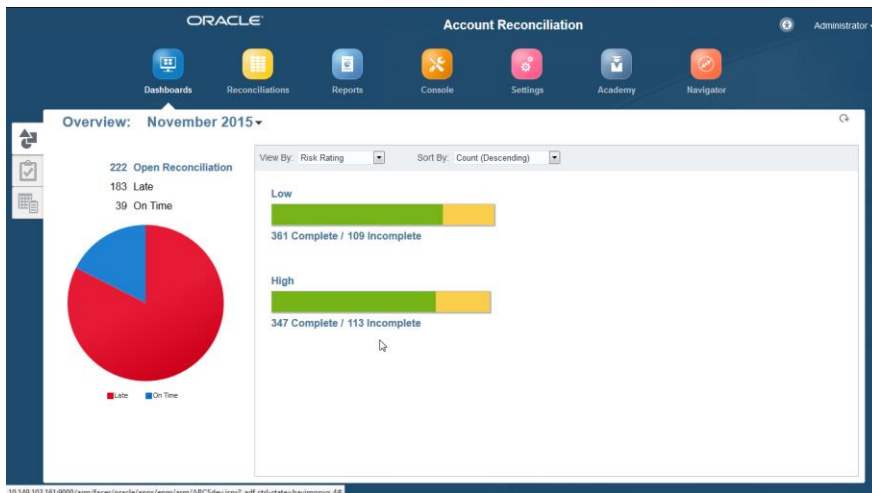 ORACLE
Account Reconciliation
Administrator
Dashboards Reconciliations Reports Console Settings Academy Navigator
Overview: November 2015
222 Open Reconciliation
183 Late
39 On Time
Late On Time
View By: Risk Rating Sort By: Count (Descending)
Low
361 Complete / 109 Incomplete
High
347 Complete / 113 Incomplete